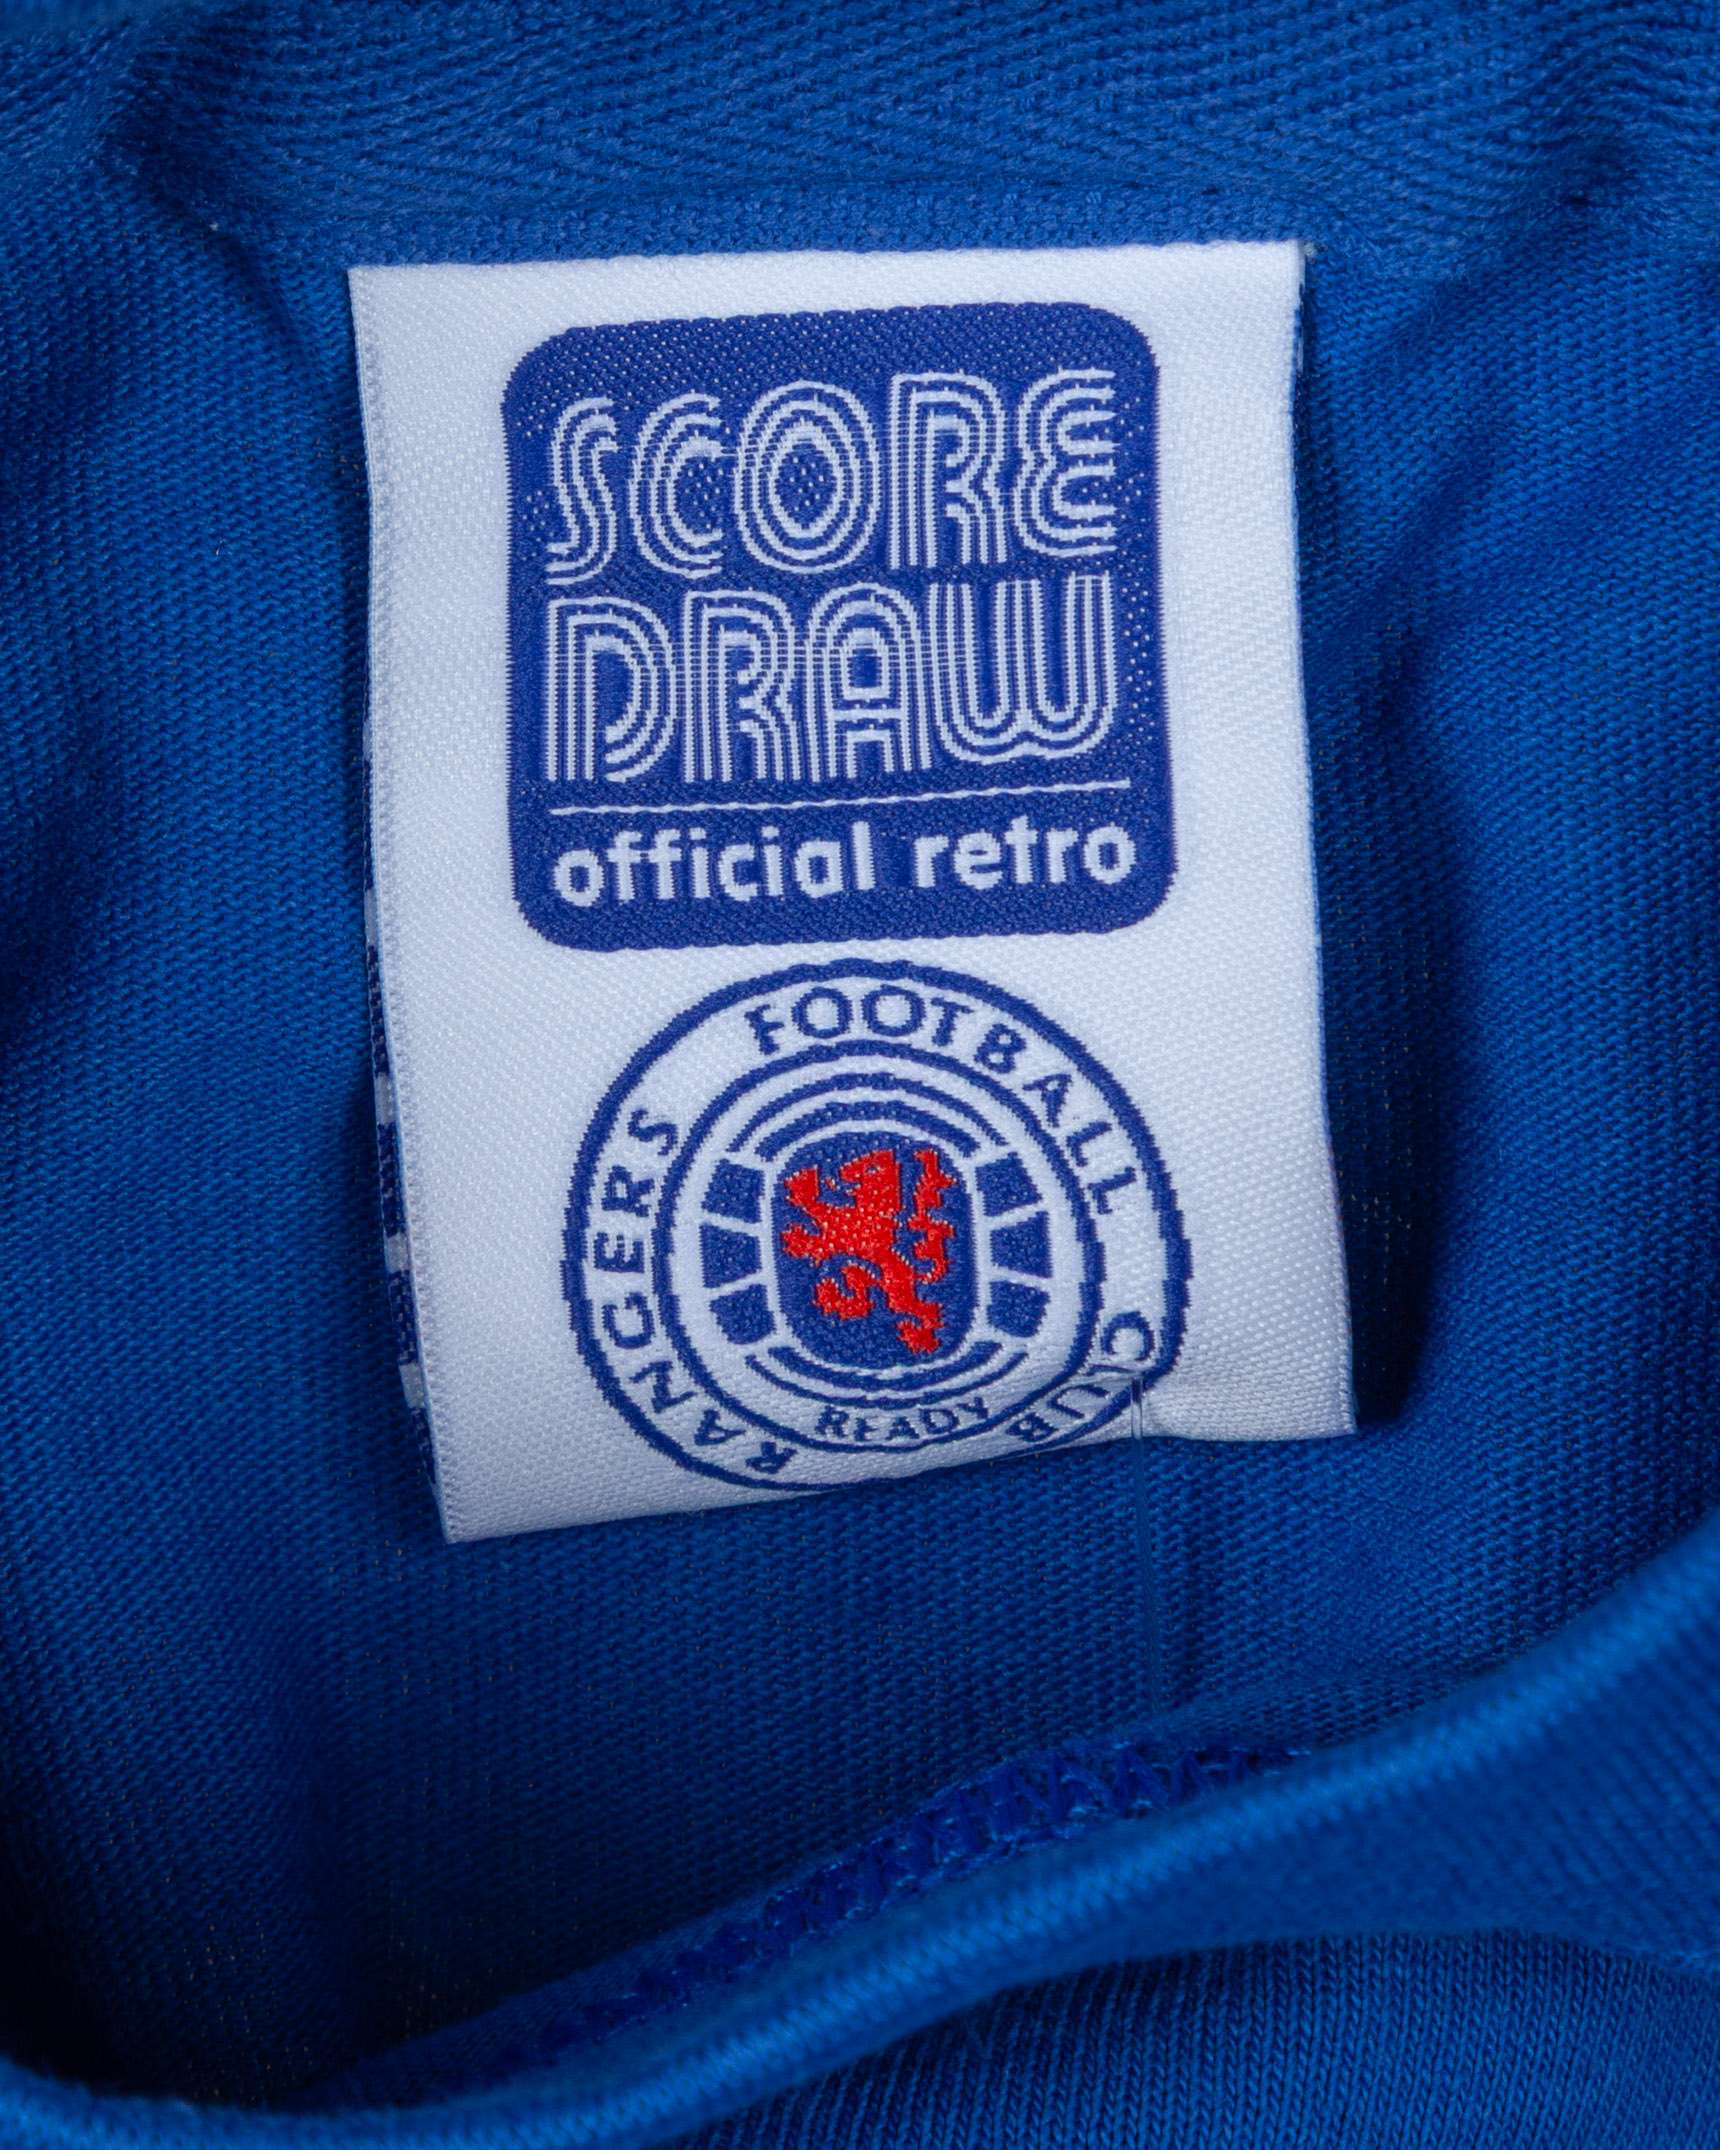 SCORE
DRAW
official retro
RANGERS FOOTBALL CLUB
READY